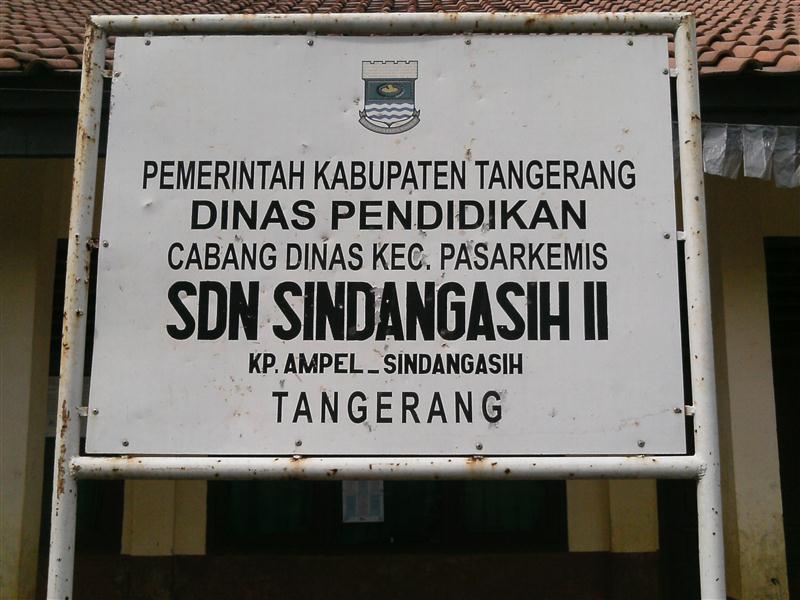 PEMERINTAH KABUPATEN TANGERANG
DINAS PENDIDIKAN
CABANG DINAS KEC. PASARKEMIS
SDN SINDANGASIH II
KP. AMPEL - SINDANGASIH
TANGERANG